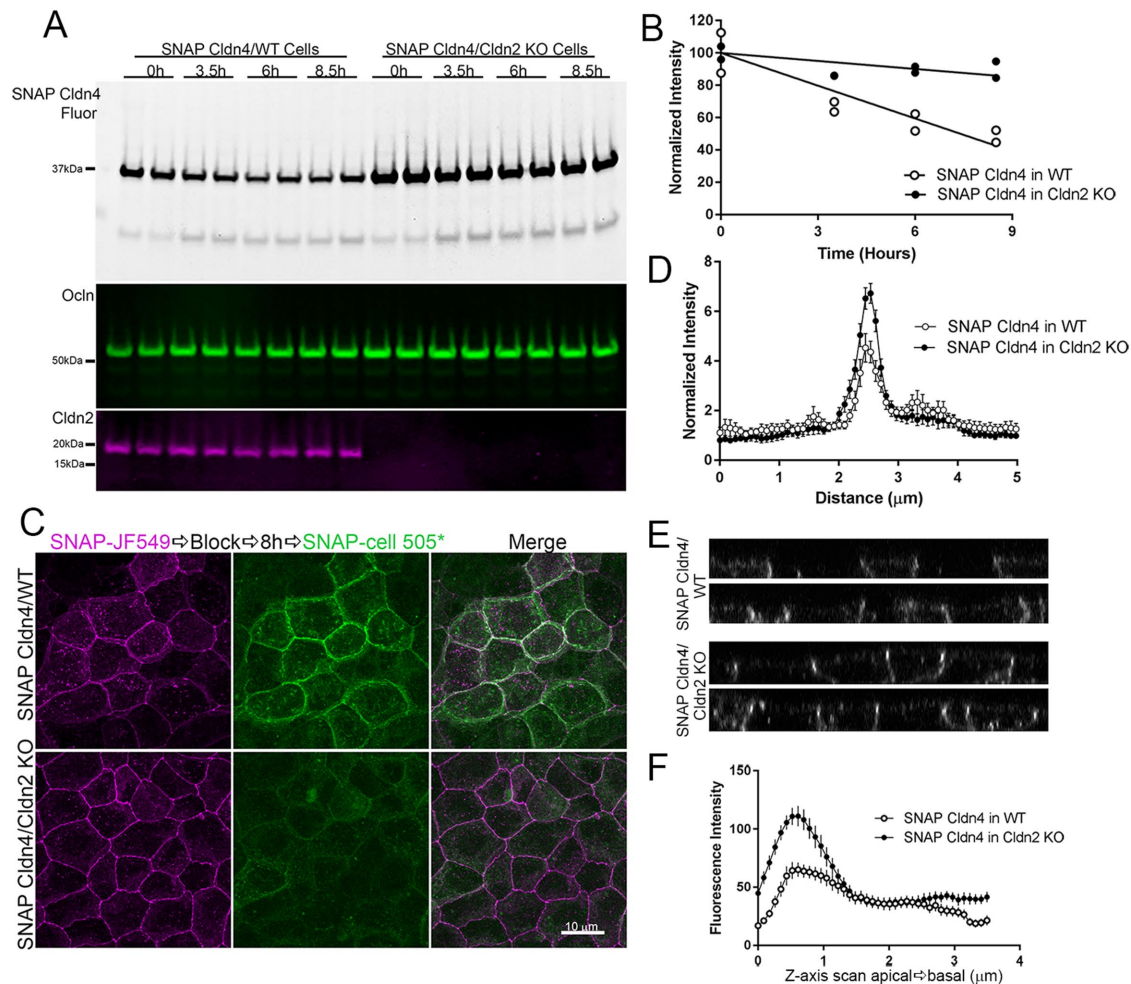 A
SNAP Cldn4/WT Cells
SNAP Cldn4/Cldn2 KO Cells
0h 3.5h 6h 8.5h 0h 3.5h 6h 8.5h
SNAP Cldn4
Fluor
37kDa
Ocln
50kDa
Cldn2
20kDa
15kDa
B
Normalized Intensity
120
100
80
60
40
20
0
0 3 6 9
Time (Hours)
SNAP Cldn4 in WT
SNAP Cldn4 in Cldn2 KO
D
Normalized Intensity
8
6
4
2
0
0 1 2 3 4 5
Distance (μm)
SNAP Cldn4 in WT
SNAP Cldn4 in Cldn2 KO
C
SNAP-JF549⇨Block⇨8h⇨SNAP-cell 505*
Merge
SNAP Cldn4/WT
SNAP Cldn4/Cldn2 KO
10 μm
E
SNAP Cldn4/
WT
SNAP Cldn4/
Cldn2 KO
F
Fluorescence Intensity
150
100
50
0
0 1 2 3 4
Z-axis scan apical⇨basal (μm)
SNAP Cldn4 in WT
SNAP Cldn4 in Cldn2 KO